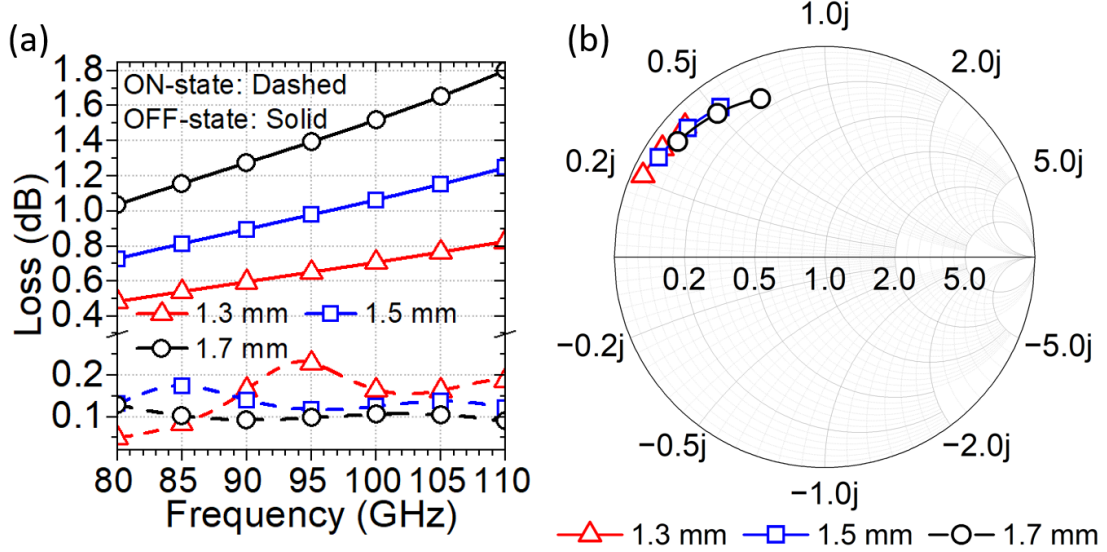 (a)
ON-state: Dashed
OFF-state: Solid
1.8
1.6
1.4
1.2
1.0
0.8
0.6
0.4
0.2
0.1
Loss (dB)
1.3 mm
1.5 mm
1.7 mm
80 85 90 95 100 105 110
Frequency (GHz)
(b)
1.0j
0.5j
2.0j
0.2j
5.0j
0.2 0.5 1.0 2.0 5.0
−0.2j
−5.0j
−0.5j
−2.0j
−1.0j
1.3 mm
1.5 mm
1.7 mm